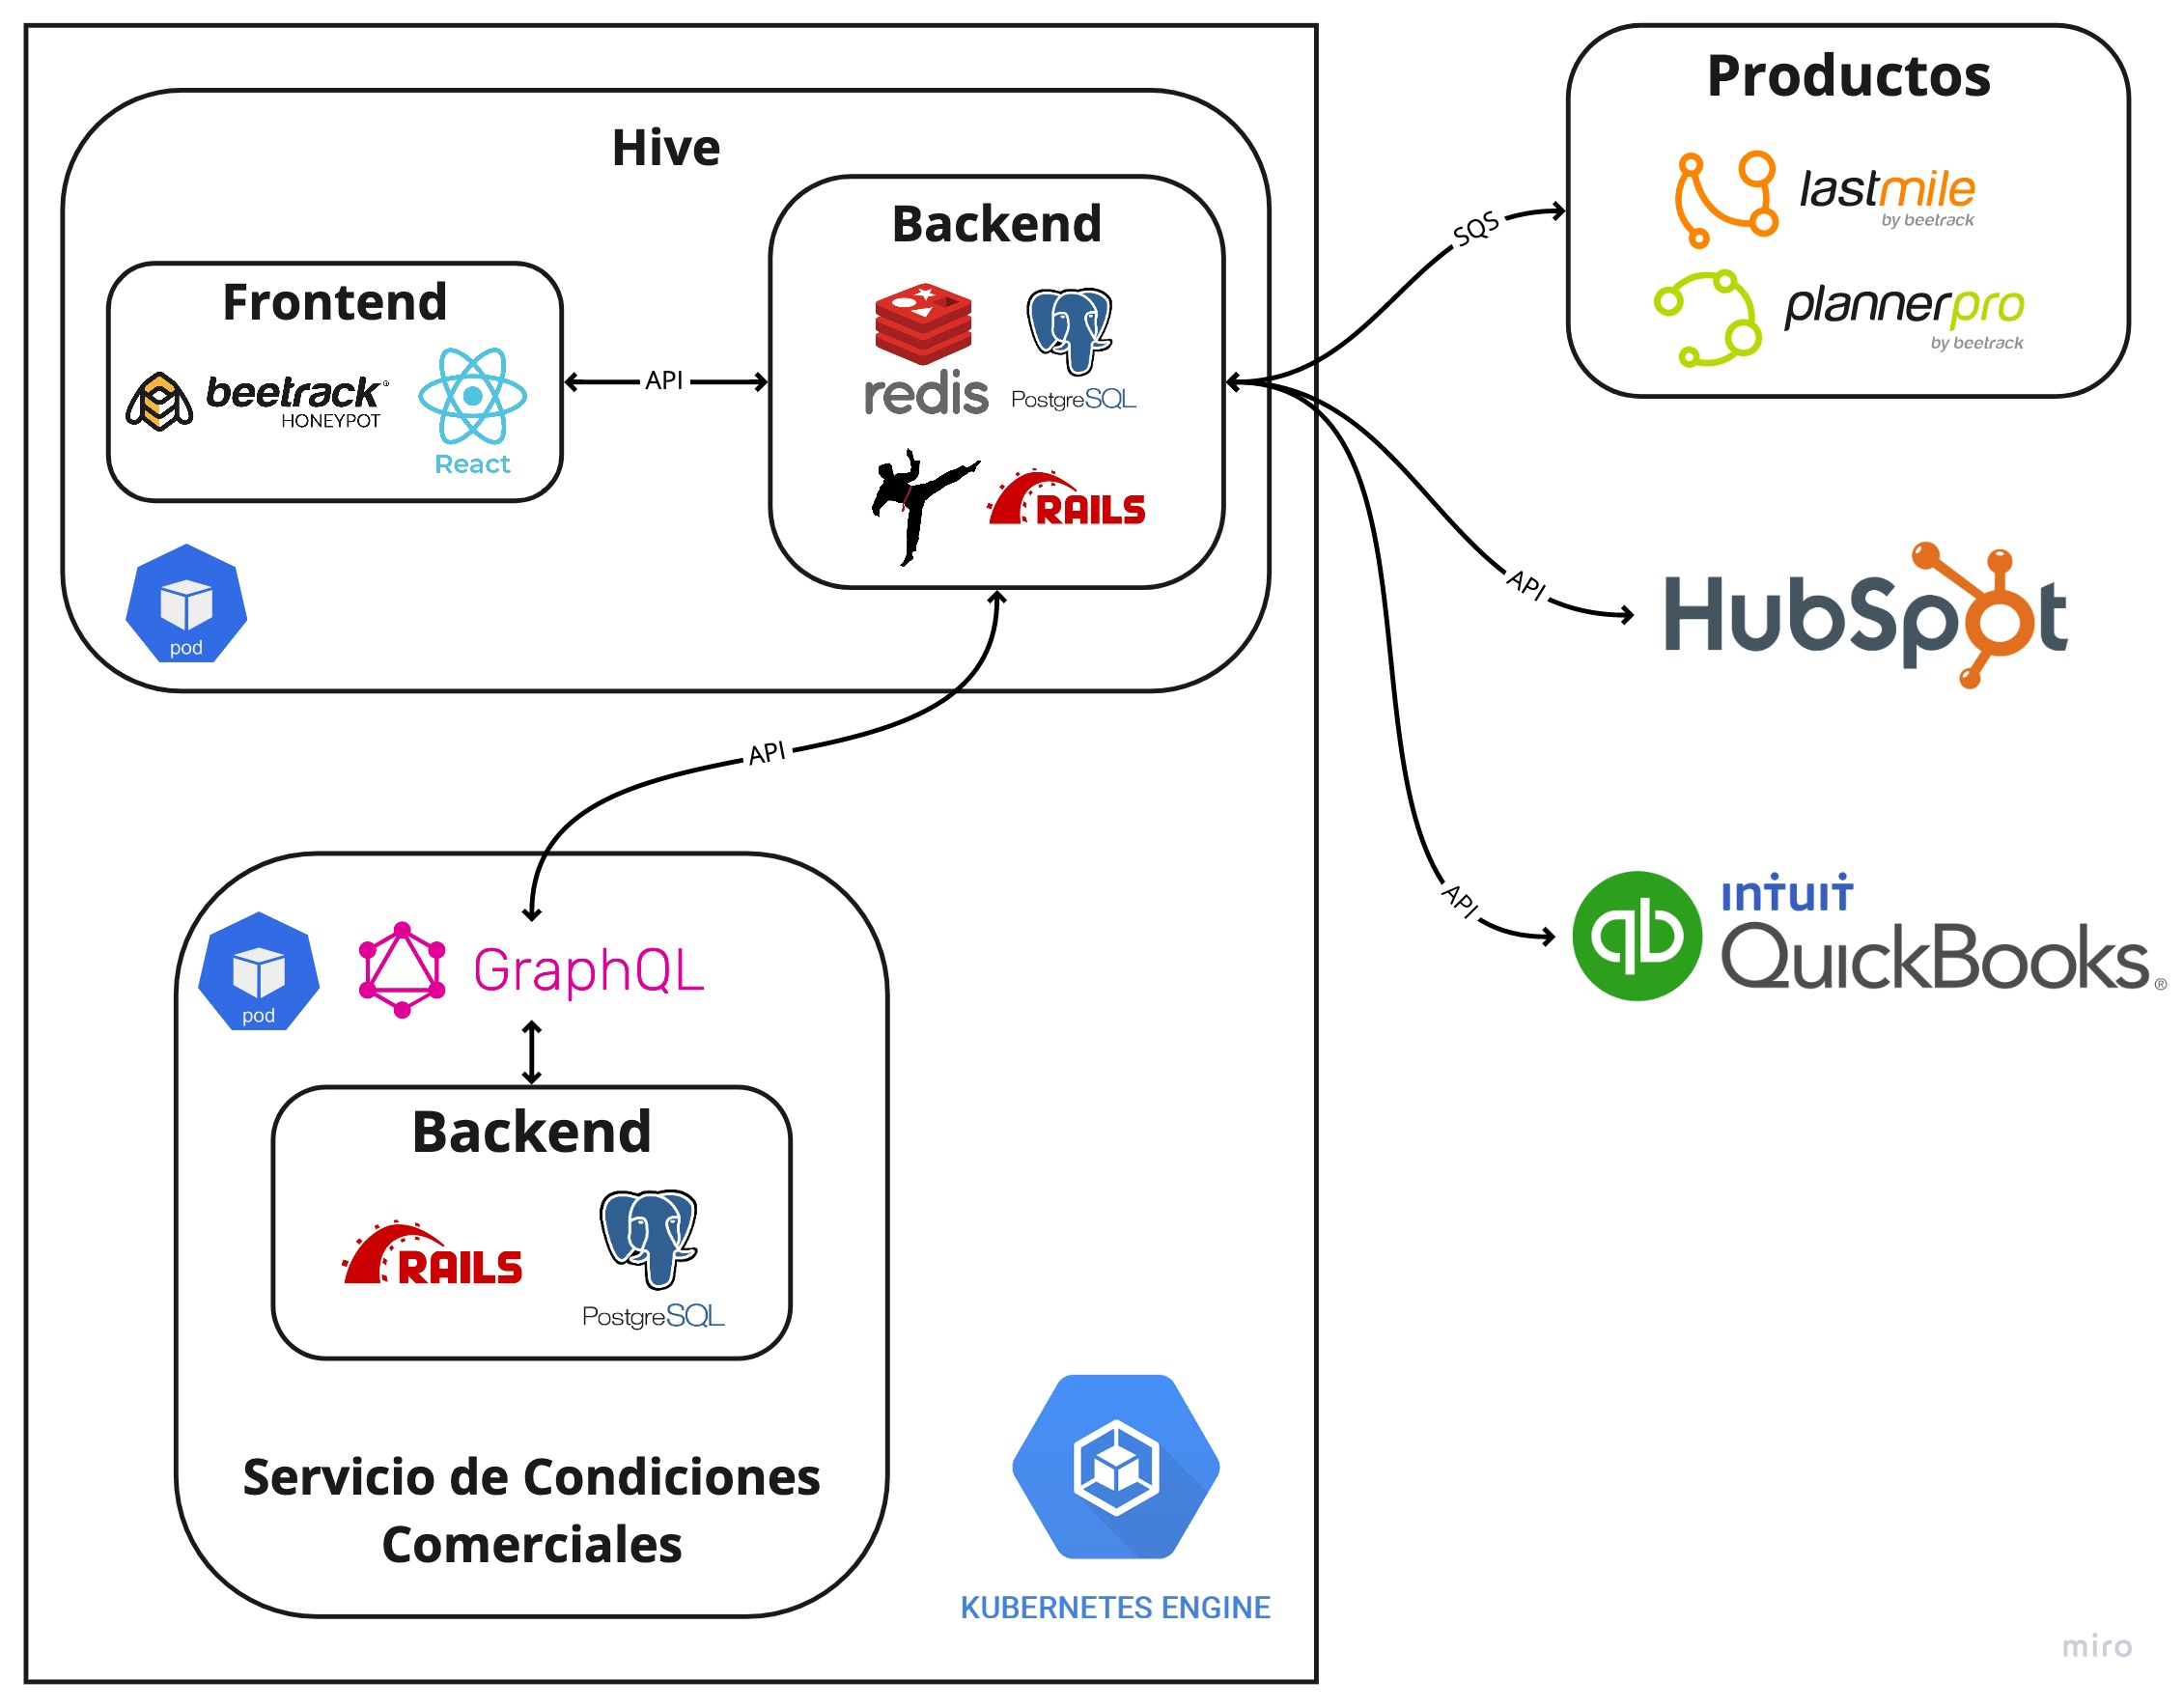 Hive
Frontend
beetrack®
HONEYPOT
React
API
Backend
redis
PostgreSQL
RAILS
pod
SQS
Productos
lastmile
by beetrack
plannerpro
by beetrack
API
HubSpot
API
intuit
QuickBooks®
API
pod
GraphQL
Backend
RAILS
PostgreSQL
Servicio de Condiciones
Comerciales
KUBERNETES ENGINE
miro